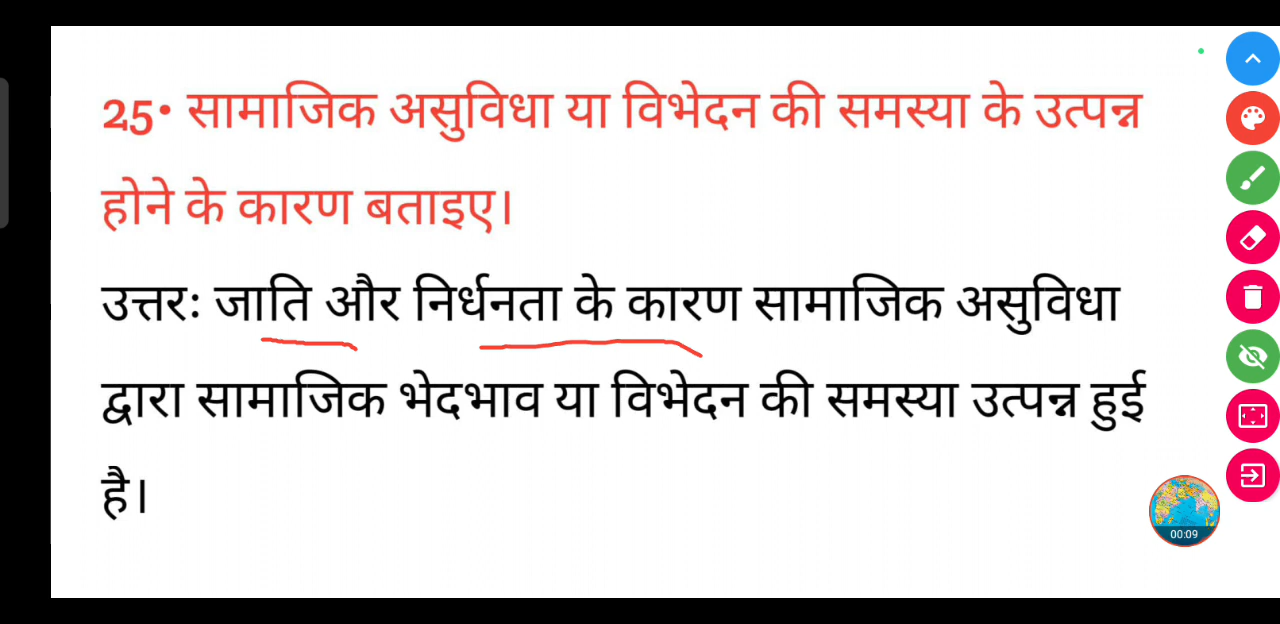 25• सामाजिक असुविधा या विभेदन की समस्या के उत्पन्न
होने के कारण बताइए।
उत्तरः जाति और निर्धनता के कारण सामाजिक असुविधा
द्वारा सामाजिक भेदभाव या विभेदन की समस्या उत्पन्न हुई
है।
00:09